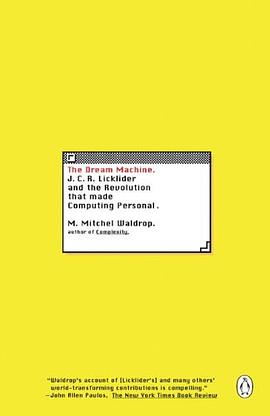 The Dream Machine.
J. C. R. Licklider
and the Revolution
that made
Computing Personal.
M. Mitchel Waldrop.
author of Complexity.
"Waldrop's account of [Licklider's] and many others'
world-transforming contributions is compelling."
—John Allen Paulos, The New York Times Book Review